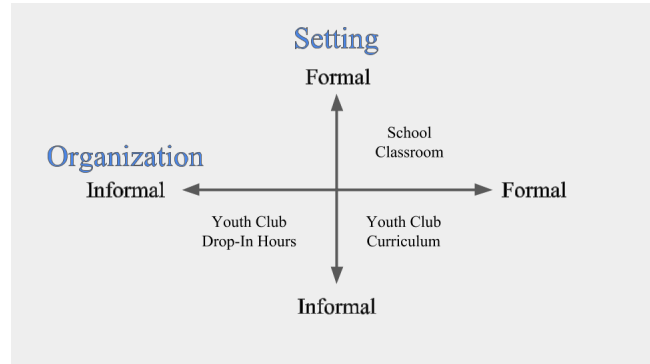 Setting
Formal
School
Classroom
Organization
Informal
Formal
Youth Club
Drop-In Hours
Youth Club
Curriculum
Informal